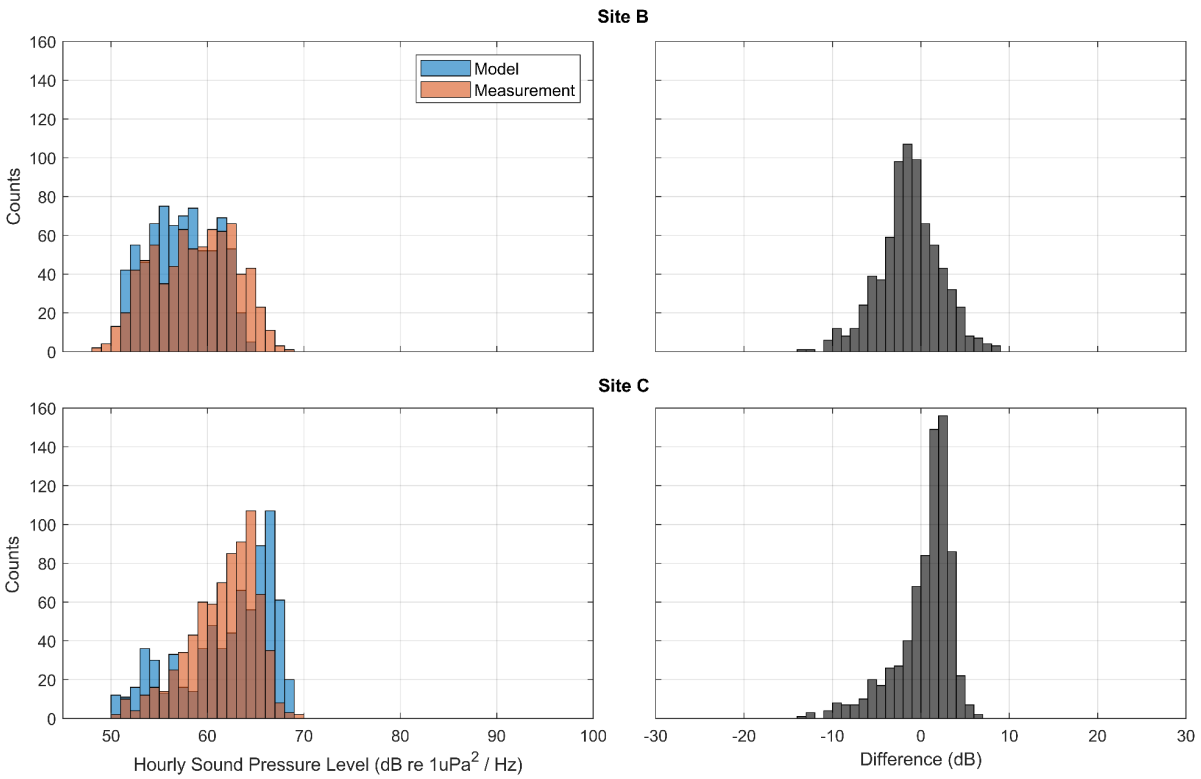 Site B
160
140
120
100
80
60
40
20
0
Counts
Model
Measurement
Site C
160
140
120
100
80
60
40
20
0
Counts
50 60 70 80 90 100
Hourly Sound Pressure Level (dB re 1uPa² / Hz)
-30 -20 -10 0 10 20 30
Difference (dB)